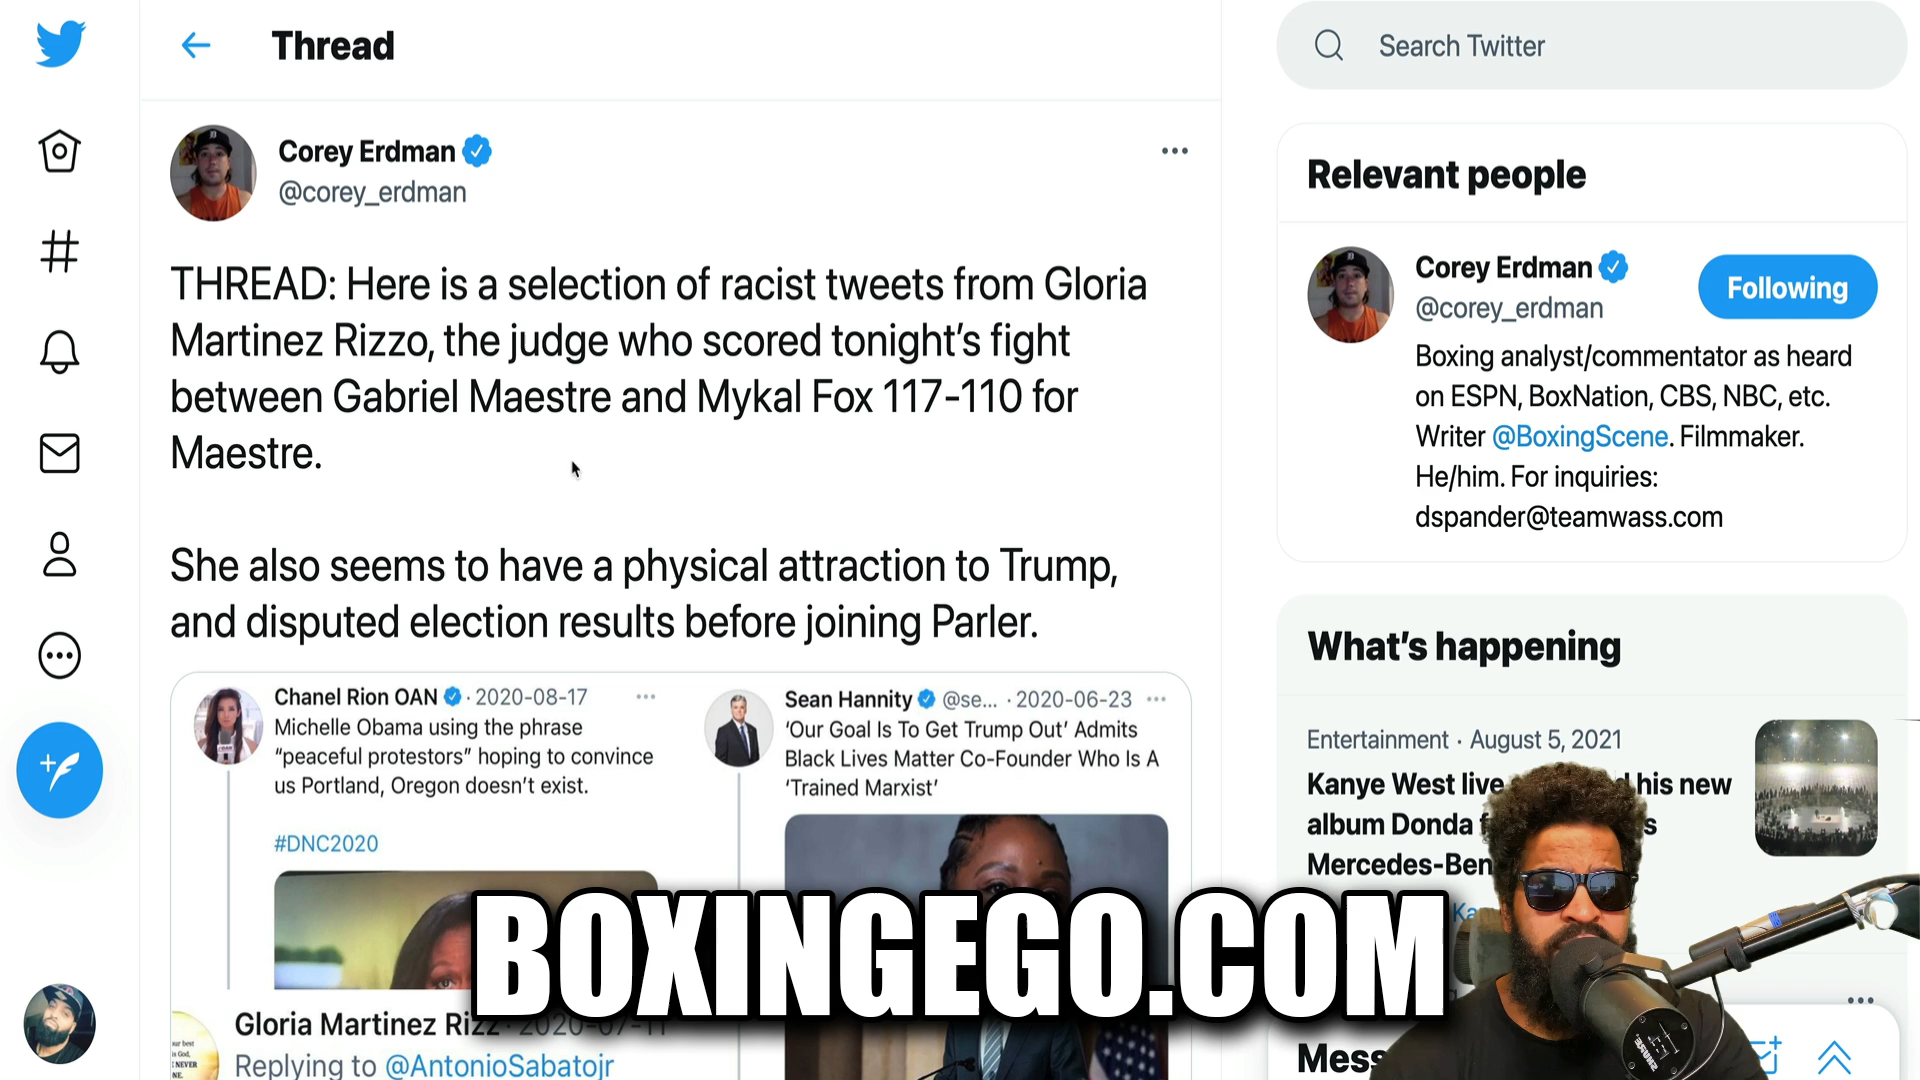 Thread
Search Twitter
Corey Erdman
@corey_erdman
THREAD: Here is a selection of racist tweets from Gloria
Martinez Rizzo, the judge who scored tonight's fight
between Gabriel Maestre and Mykal Fox 117-110 for
Maestre.
She also seems to have a physical attraction to Trump,
and disputed election results before joining Parler.
Chanel Rion OAN · 2020-08-17
Michelle Obama using the phrase
"peaceful protestors" hoping to convince
us Portland, Oregon doesn't exist.
#DNC2020
Sean Hannity @se... · 2020-06-23
'Our Goal Is To Get Trump Out' Admits
Black Lives Matter Co-Founder Who Is A
'Trained Marxist'
Gloria Martinez Rizz · 2020-07-11
Replying to @AntonioSabatojr
Relevant people
Corey Erdman
@corey_erdman
Following
Boxing analyst/commentator as heard
on ESPN, BoxNation, CBS, NBC, etc.
Writer @BoxingScene. Filmmaker.
He/him. For inquiries:
dspander@teamwass.com
What's happening
Entertainment · August 5, 2021
Kanye West live his new
album Donda
Mercedes-Ben
BOXINGEGO.COM
Mess